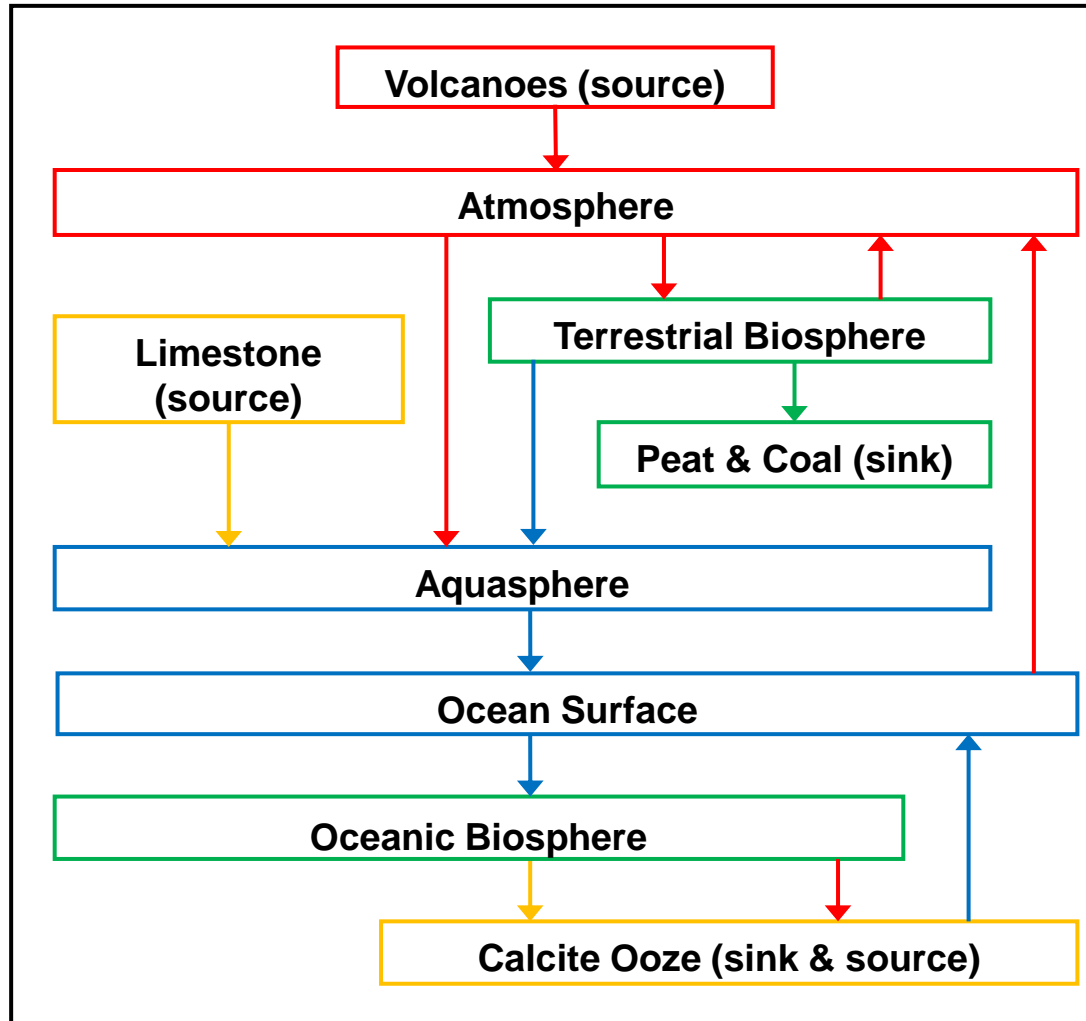 Volcanoes (source)
Atmosphere
Terrestrial Biosphere
Limestone
(source)
Peat & Coal (sink)
Aquasphere
Ocean Surface
Oceanic Biosphere
Calcite Ooze (sink & source)